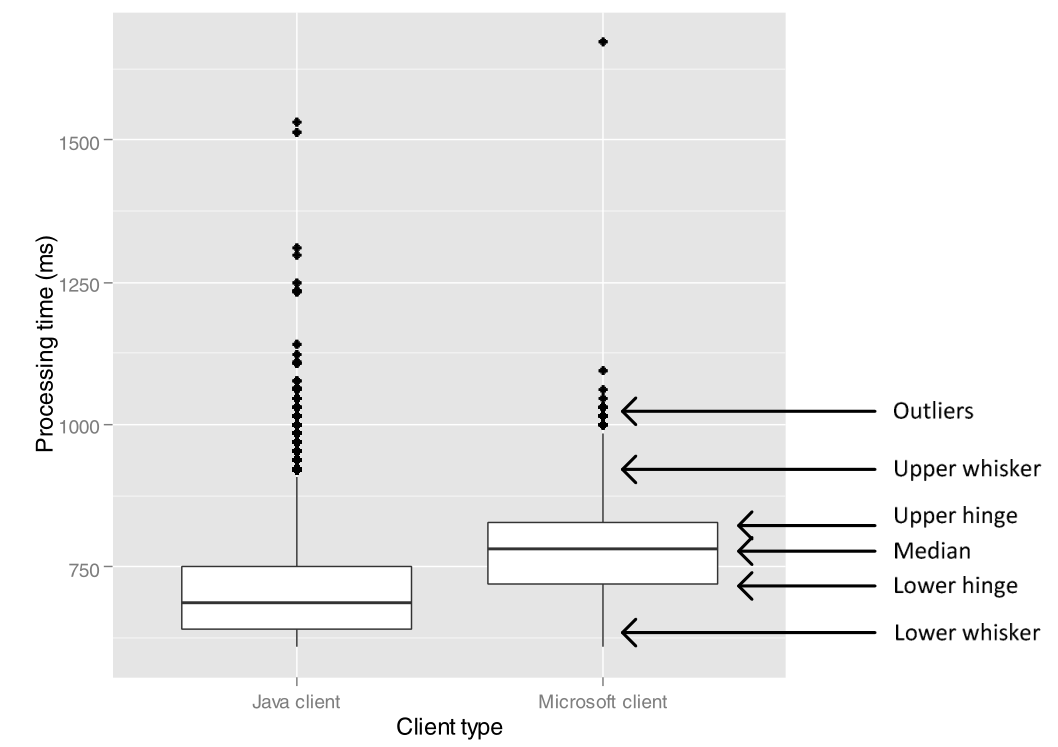 Processing time (ms)
1500
1250
1000
750
Java client
Microsoft client
Client type
Outliers
Upper whisker
Upper hinge
Median
Lower hinge
Lower whisker